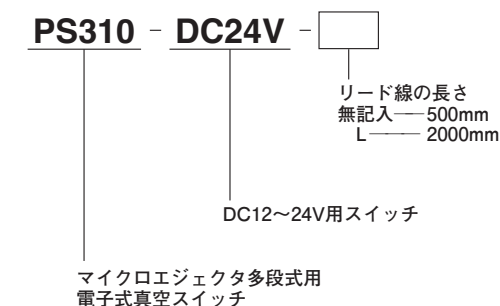 PS310 - DC24V -
リード線の長さ
無記入 — 500mm
L — 2000mm
DC12～24V用スイッチ
マイクロエジェクタ多段式用
電子式真空スイッチ